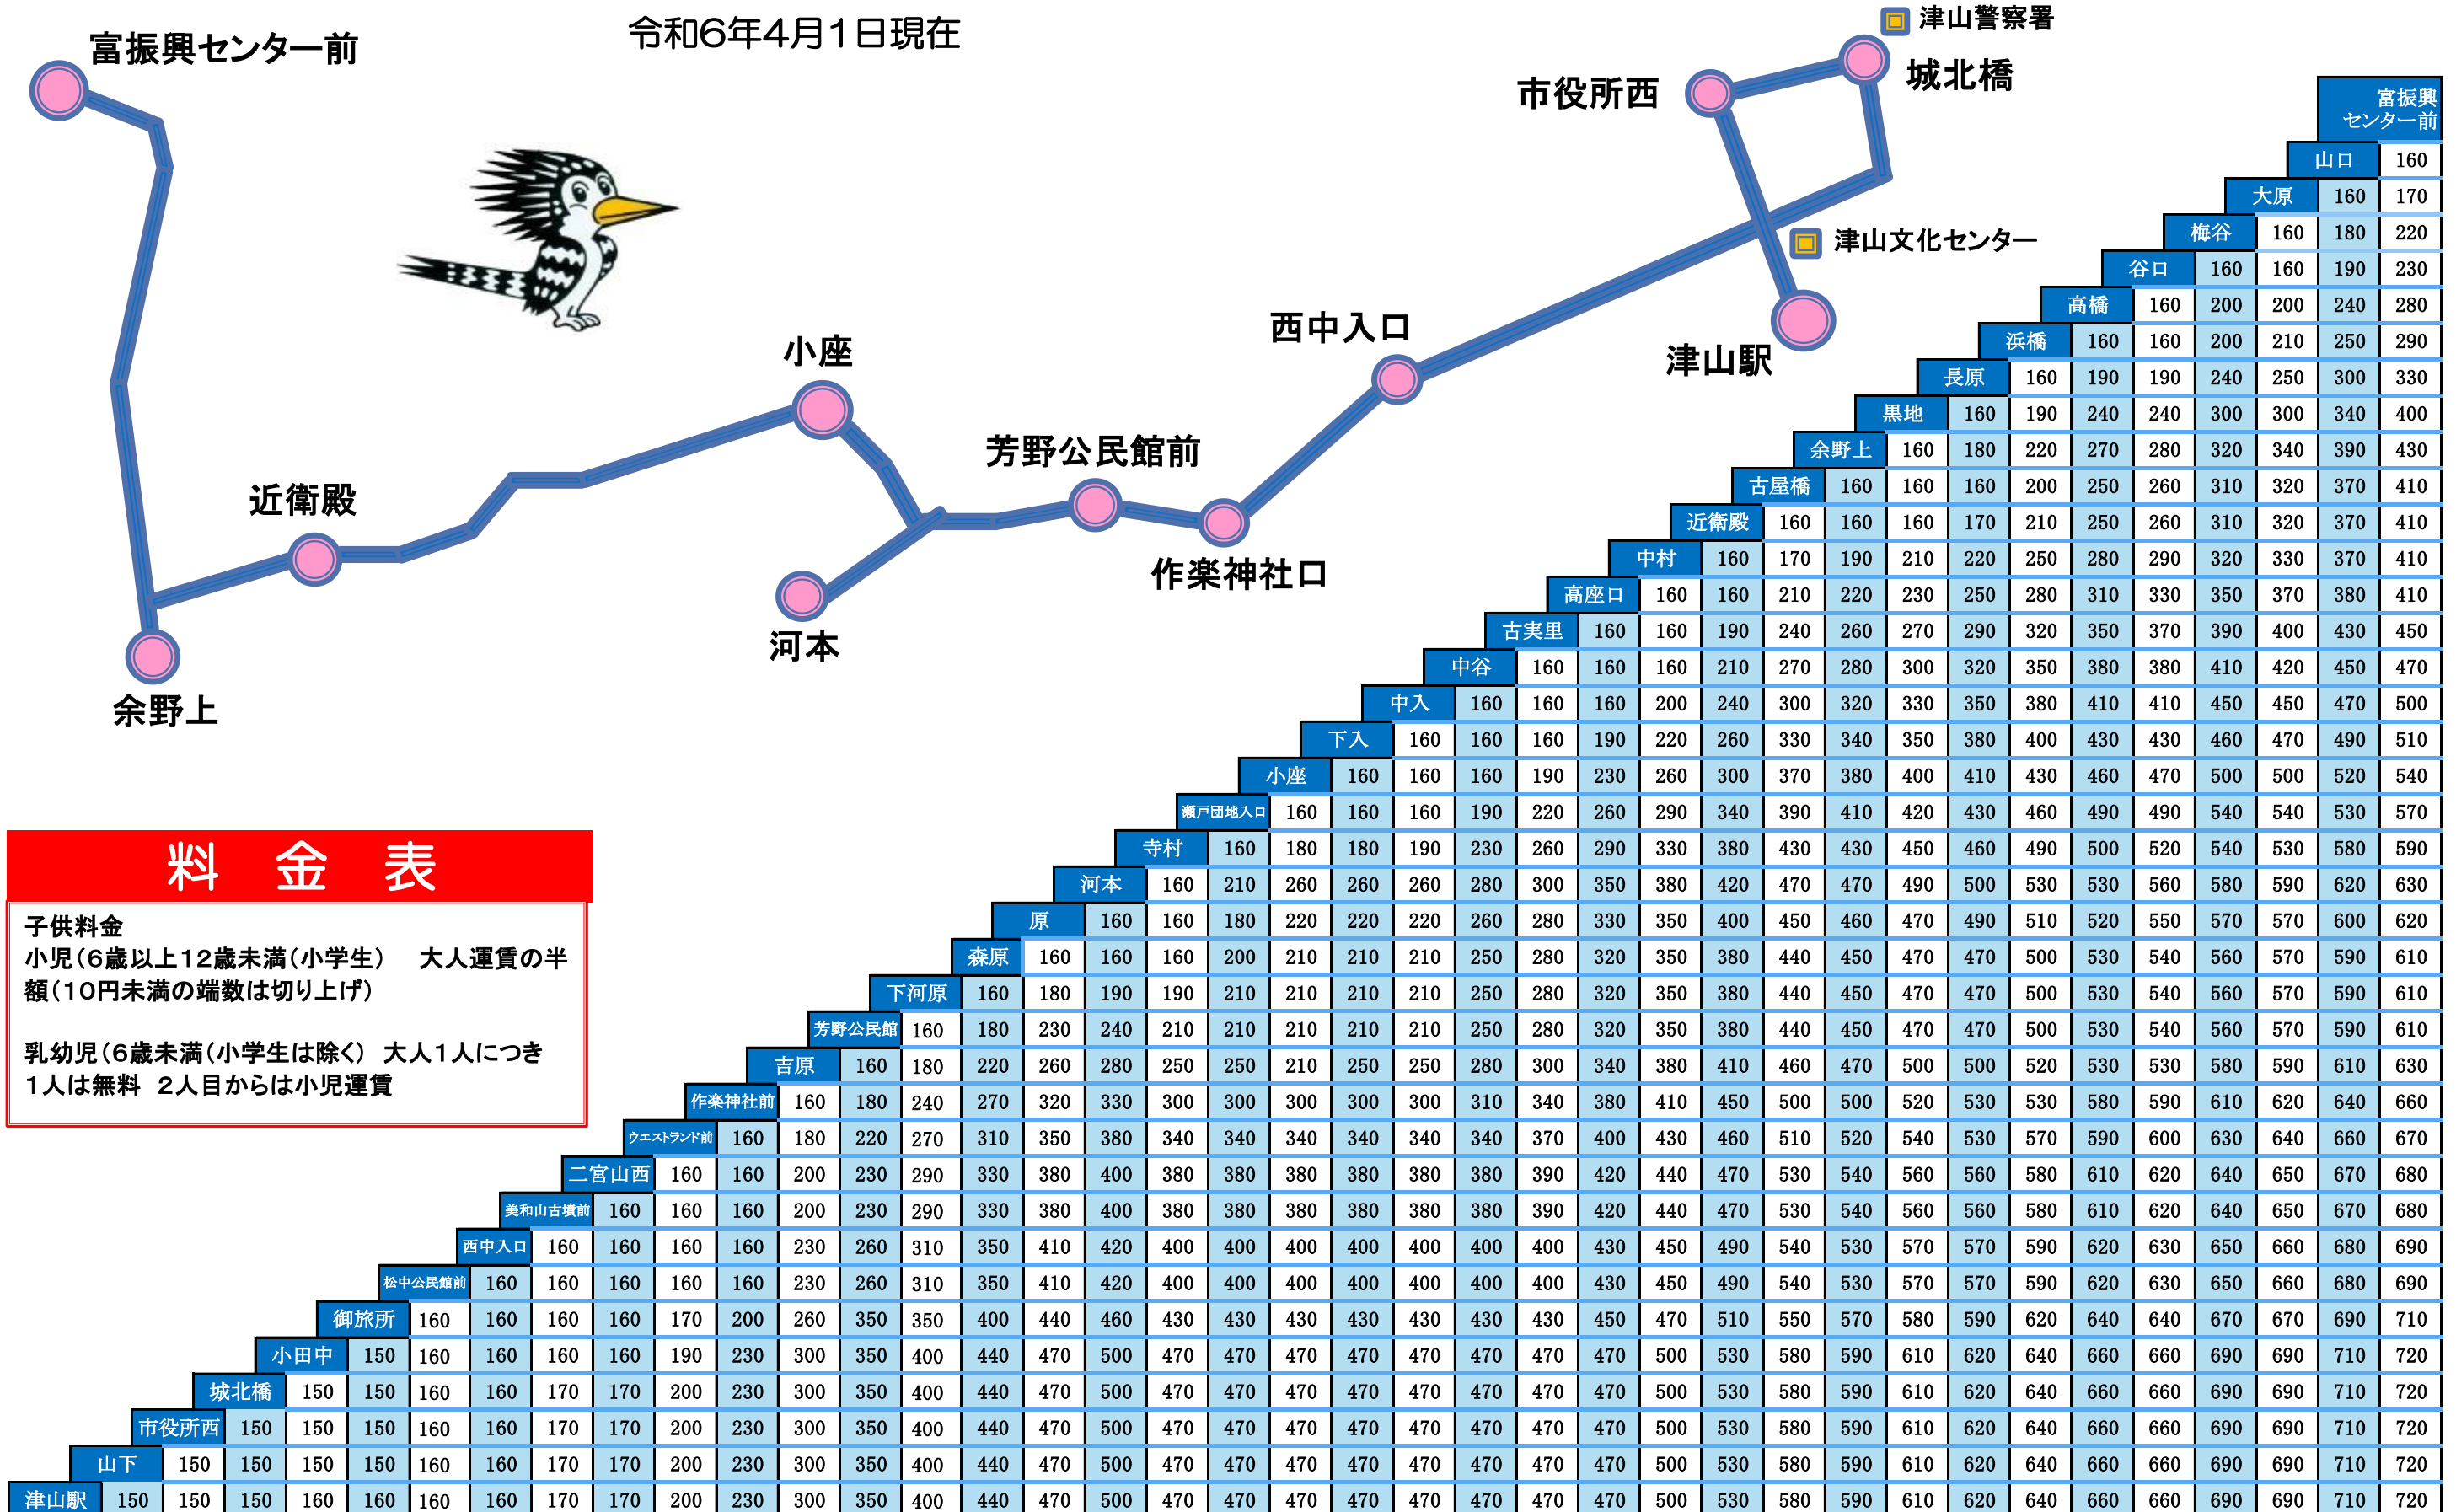 令和6年4月1日現在
津山警察署
富振興センター前
城北橋
市役所西
津山文化センター
西中入口
津山駅
小座
芳野公民館前
近衛殿
作楽神社口
河本
余野上
料 金 表
子供料金
小児（6歳以上12歳未満（小学生） 大人運賃の半
額（10円未満の端数は切り上げ）
乳幼児（6歳未満（小学生は除く） 大人1人につき
1人は無料 2人目からは小児運賃
富振興
センター前
山口 160
大原 160 170
梅谷 160 180 220
谷口 160 160 190 230
高橋 160 200 200 240 280
浜橋 160 160 200 210 250 290
長原 160 190 190 240 250 300 330
黒地 160 190 240 240 300 300 340 400
余野上 160 180 220 270 280 320 340 390 430
古屋橋 160 160 160 200 250 260 310 320 370 410
近衛殿 160 160 160 170 210 250 260 310 320 370 410
中村 160 170 190 210 220 250 280 290 320 330 370 410
高座口 160 160 210 220 230 250 280 310 330 350 370 380 410
古実里 160 160 190 240 260 270 290 320 350 370 390 400 430 450
中谷 160 160 160 210 270 280 300 320 350 380 380 410 420 450 470
中入 160 160 160 200 240 300 320 330 350 380 410 410 450 450 470 500
下入 160 160 160 190 220 260 330 340 350 380 400 430 430 460 470 490 510
小座 160 160 160 190 230 260 300 370 380 400 410 430 460 470 500 500 520 540
瀬戸団地入口 160 160 160 190 220 260 290 340 390 410 420 430 460 490 490 540 540 530 570
寺村 160 180 180 190 230 260 290 330 380 430 430 450 460 490 500 520 540 530 580 590
河本 160 210 260 260 260 280 300 350 380 420 470 470 490 500 530 530 560 580 590 620 630
原 160 160 180 220 220 220 260 280 330 350 400 450 460 470 490 510 520 550 570 570 600 620
森原 160 160 160 200 210 210 210 250 280 320 350 380 440 450 470 470 500 530 540 560 570 590 610
下河原 160 180 190 190 210 210 210 210 250 280 320 350 380 440 450 470 470 500 530 540 560 570 590 610
芳野公民館 160 180 230 240 210 210 210 210 210 250 280 320 350 380 440 450 470 470 500 530 540 560 570 590 610
吉原 160 180 220 260 280 250 250 210 250 250 280 300 340 380 410 460 470 500 500 520 530 530 580 590 610 630
作楽神社前 160 180 240 270 320 330 300 300 300 300 300 310 340 380 410 450 500 500 520 530 530 580 590 610 620 640 660
ウエストランド前 160 180 220 270 310 350 380 340 340 340 340 340 340 370 400 430 460 510 520 540 530 570 590 600 630 640 660 670
二宮山西 160 160 200 230 290 330 380 400 380 380 380 380 380 380 390 420 440 470 530 540 560 560 580 610 620 640 650 670 680
美和山古墳前 160 160 160 200 230 290 330 380 400 380 380 380 380 380 380 390 420 440 470 530 540 560 560 580 610 620 640 650 670 680
西中入口 160 160 160 160 230 260 310 350 410 420 400 400 400 400 400 400 400 430 450 490 540 530 570 570 590 620 630 650 660 680 690
松中公民館前 160 160 160 160 160 230 260 310 350 410 420 400 400 400 400 400 400 400 430 450 490 540 530 570 570 590 620 630 650 660 680 690
御旅所 160 160 160 160 170 200 260 350 350 400 440 460 430 430 430 430 430 430 430 450 470 510 550 570 580 590 620 640 640 670 670 690 710
小田中 150 160 160 160 160 190 230 300 350 400 440 470 500 470 470 470 470 470 470 470 470 500 530 580 590 610 620 640 660 660 690 690 710 720
城北橋 150 150 160 160 170 170 200 230 300 350 400 440 470 500 470 470 470 470 470 470 470 470 500 530 580 590 610 620 640 660 660 690 690 710 720
市役所西 150 150 150 160 160 170 170 200 230 300 350 400 440 470 500 470 470 470 470 470 470 470 470 500 530 580 590 610 620 640 660 660 690 690 710 720
山下 150 150 150 150 160 160 170 170 200 230 300 350 400 440 470 500 470 470 470 470 470 470 470 470 500 530 580 590 610 620 640 660 660 690 690 710 720
津山駅 150 150 150 160 160 160 160 170 170 200 230 300 350 400 440 470 500 470 470 470 470 470 470 470 470 500 530 580 590 610 620 640 660 660 690 690 710 720